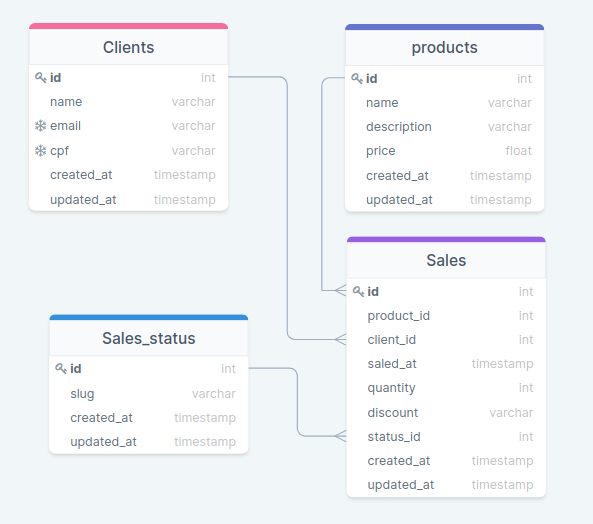 Clients
id int
name varchar
email varchar
cpf varchar
created_at timestamp
updated_at timestamp
products
id int
name varchar
description varchar
price float
created_at timestamp
updated_at timestamp
Sales_status
id int
slug varchar
created_at timestamp
updated_at timestamp
Sales
id int
product_id int
client_id int
saled_at timestamp
quantity int
discount varchar
status_id int
created_at timestamp
updated_at timestamp